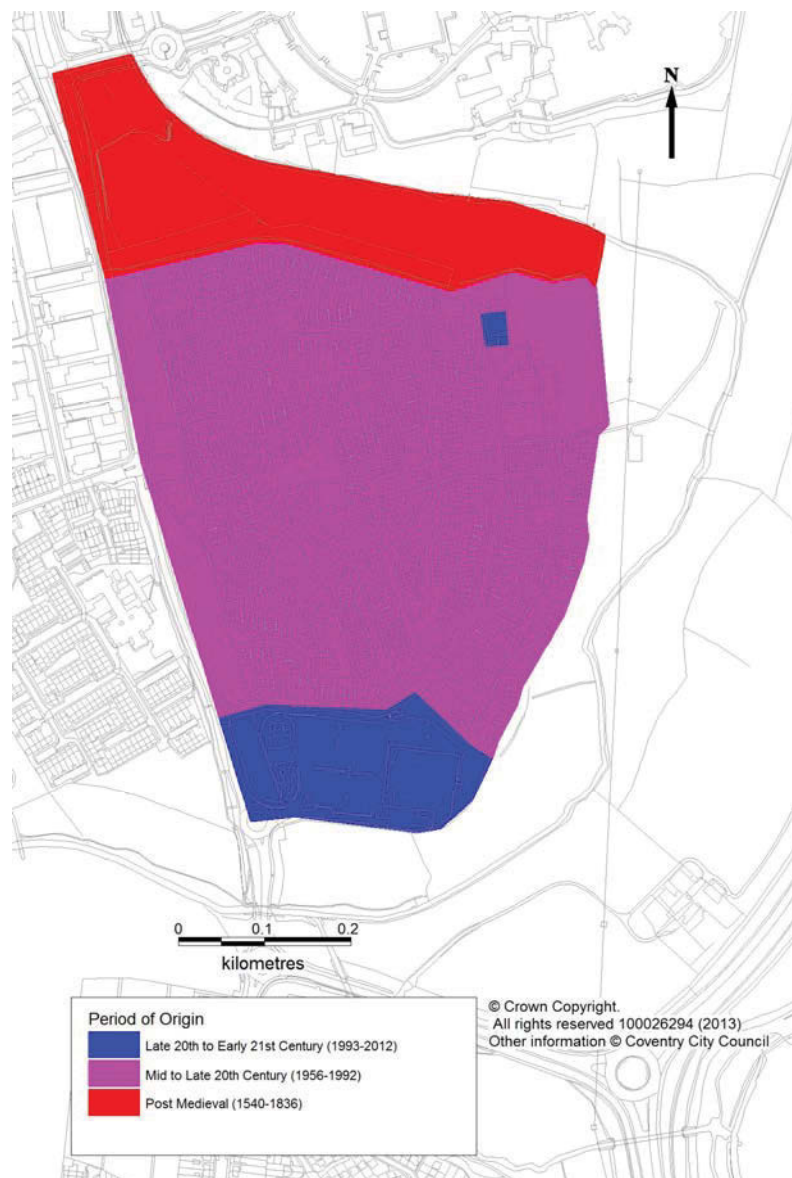 N
0 0.1 0.2
kilometres
Period of Origin
Late 20th to Early 21st Century (1993-2012)
Mid to Late 20th Century (1956-1992)
Post Medieval (1540-1836)
© Crown Copyright.
All rights reserved 100026294 (2013)
Other information © Coventry City Council